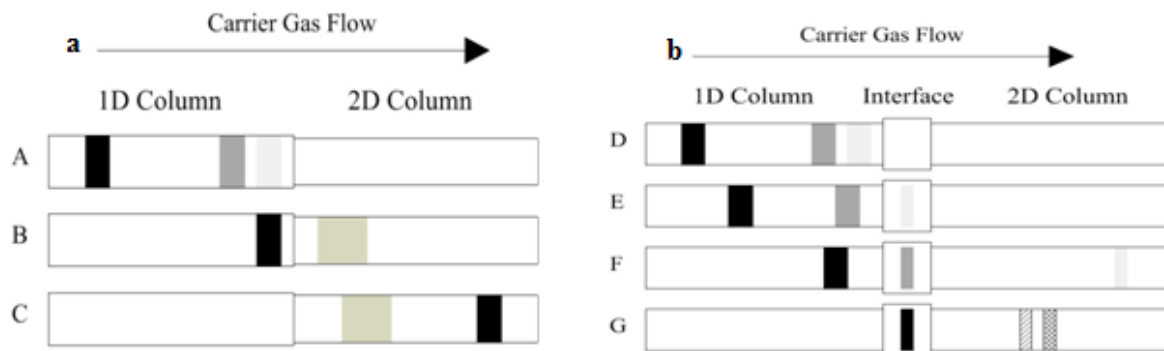 a
Carrier Gas Flow
1D Column 2D Column
A
B
C
b
Carrier Gas Flow
1D Column Interface 2D Column
D
E
F
G